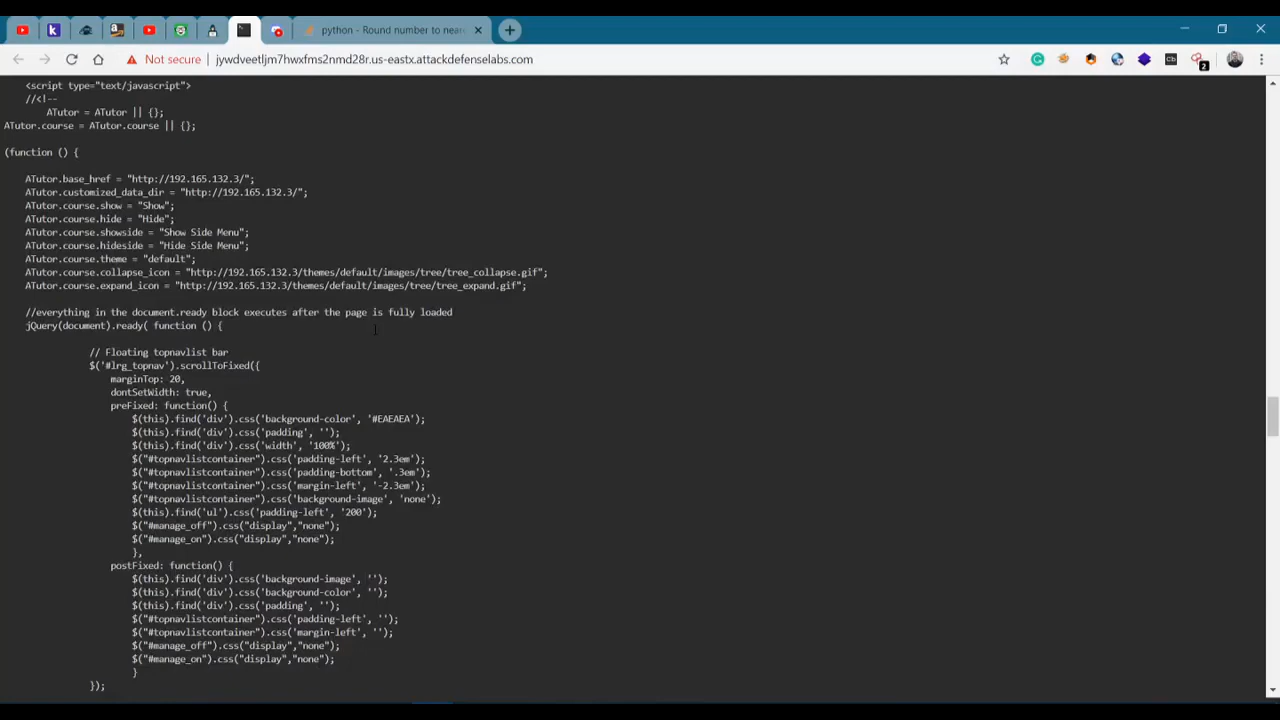 python - Round number to near
Not secure
jywdveetljm7hwxfms2nmd28r.us-eastx.attackdefenselabs.com
2
<script type="text/javascript">
//<!--
ATutor = ATutor || {};
ATutor.course = ATutor.course || {};
(function () {
ATutor.base_href = "http://192.165.132.3/";
ATutor.customized_data_dir = "http://192.165.132.3/";
ATutor.course.show = "Show";
ATutor.course.hide = "Hide";
ATutor.course.showside = "Show Side Menu";
ATutor.course.hideside = "Hide Side Menu";
ATutor.course.theme = "default";
ATutor.course.collapse_icon = "http://192.165.132.3/themes/default/images/tree/tree_collapse.gif";
ATutor.course.expand_icon = "http://192.165.132.3/themes/default/images/tree/tree_expand.gif";
//everything in the document.ready block executes after the page is fully loaded
jQuery(document).ready( function () {
// Floating topnavlist bar
$('#lrg_topnav').scrollToFixed({
marginTop: 20,
dontSetWidth: true,
preFixed: function() {
$(this).find('div').css('background-color', '#EAEAEA');
$(this).find('div').css('padding', '');
$(this).find('div').css('width', '100%');
$("#topnavlistcontainer").css('padding-left', '2.3em');
$("#topnavlistcontainer").css('padding-bottom', '.3em');
$("#topnavlistcontainer").css('margin-left', '-2.3em');
$("#topnavlistcontainer").css('background-image', 'none');
$(this).find('ul').css('padding-left', '200');
$("#manage_off").css("display","none");
$("#manage_on").css("display","none");
},
postFixed: function() {
$(this).find('div').css('background-image', '');
$(this).find('div').css('background-color', '');
$(this).find('div').css('padding', '');
$("#topnavlistcontainer").css('padding-left', '');
$("#topnavlistcontainer").css('margin-left', '');
$("#manage_off").css("display","none");
$("#manage_on").css("display","none");
}
});